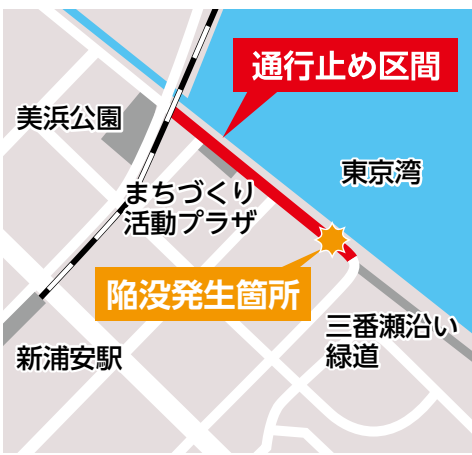 通行止め区間
美浜公園
東京湾
まちづくり
活動プラザ
陥没発生箇所
三番瀬沿い
緑道
新浦安駅